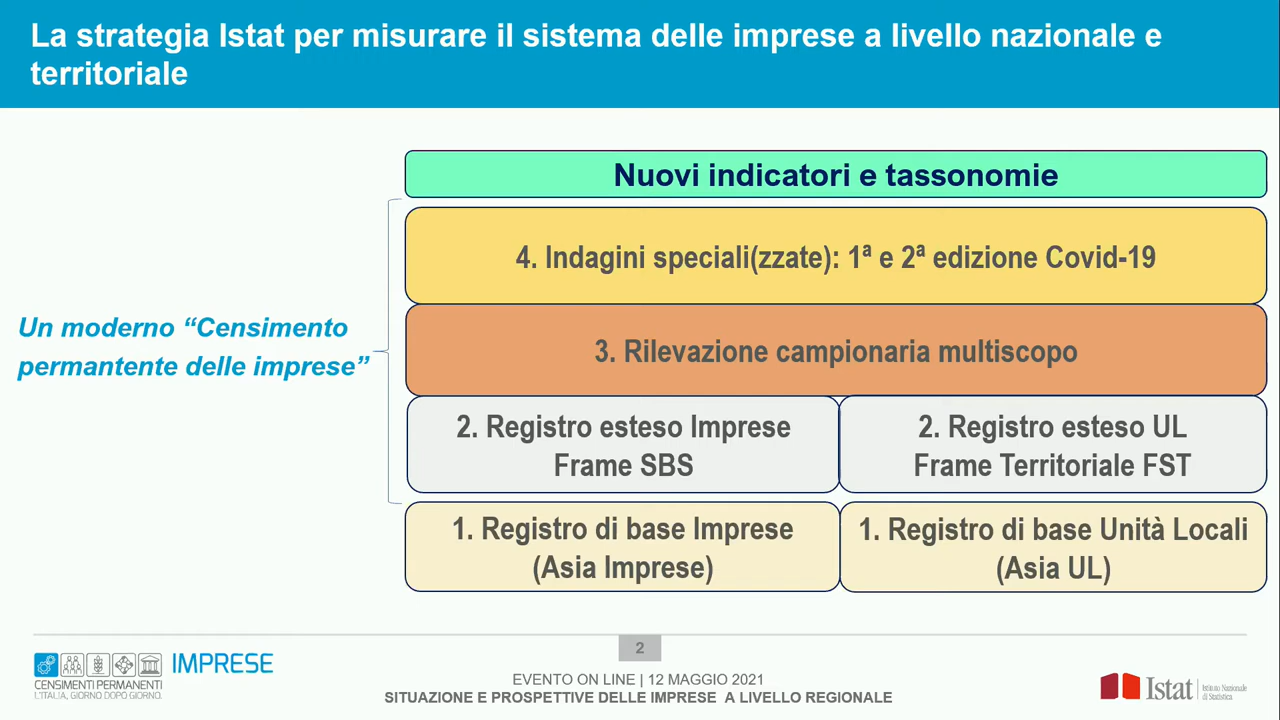 La strategia Istat per misurare il sistema delle imprese a livello nazionale e
territoriale
Nuovi indicatori e tassonomie
4. Indagini speciali(zzate): 1ª e 2ª edizione Covid-19
Un moderno “Censimento
permantente delle imprese”
3. Rilevazione campionaria multiscopo
2. Registro esteso Imprese
Frame SBS
2. Registro esteso UL
Frame Territoriale FST
1. Registro di base Imprese
(Asia Imprese)
1. Registro di base Unità Locali
(Asia UL)
2
IMPRESE
CENSIMENTI PERMANENTI
L'ITALIA, GIORNO DOPO GIORNO.
EVENTO ON LINE | 12 MAGGIO 2021
SITUAZIONE E PROSPETTIVE DELLE IMPRESE A LIVELLO REGIONALE
Istat
Istituto Nazionale
di Statistica